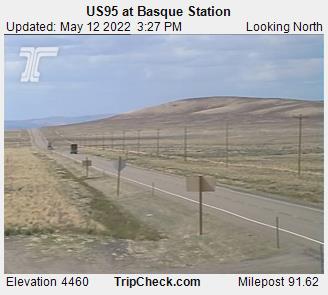 US95 at Basque Station
Updated: May 12 2022 3:27 PM Looking North
Elevation 4460 TripCheck.com Milepost 91.62